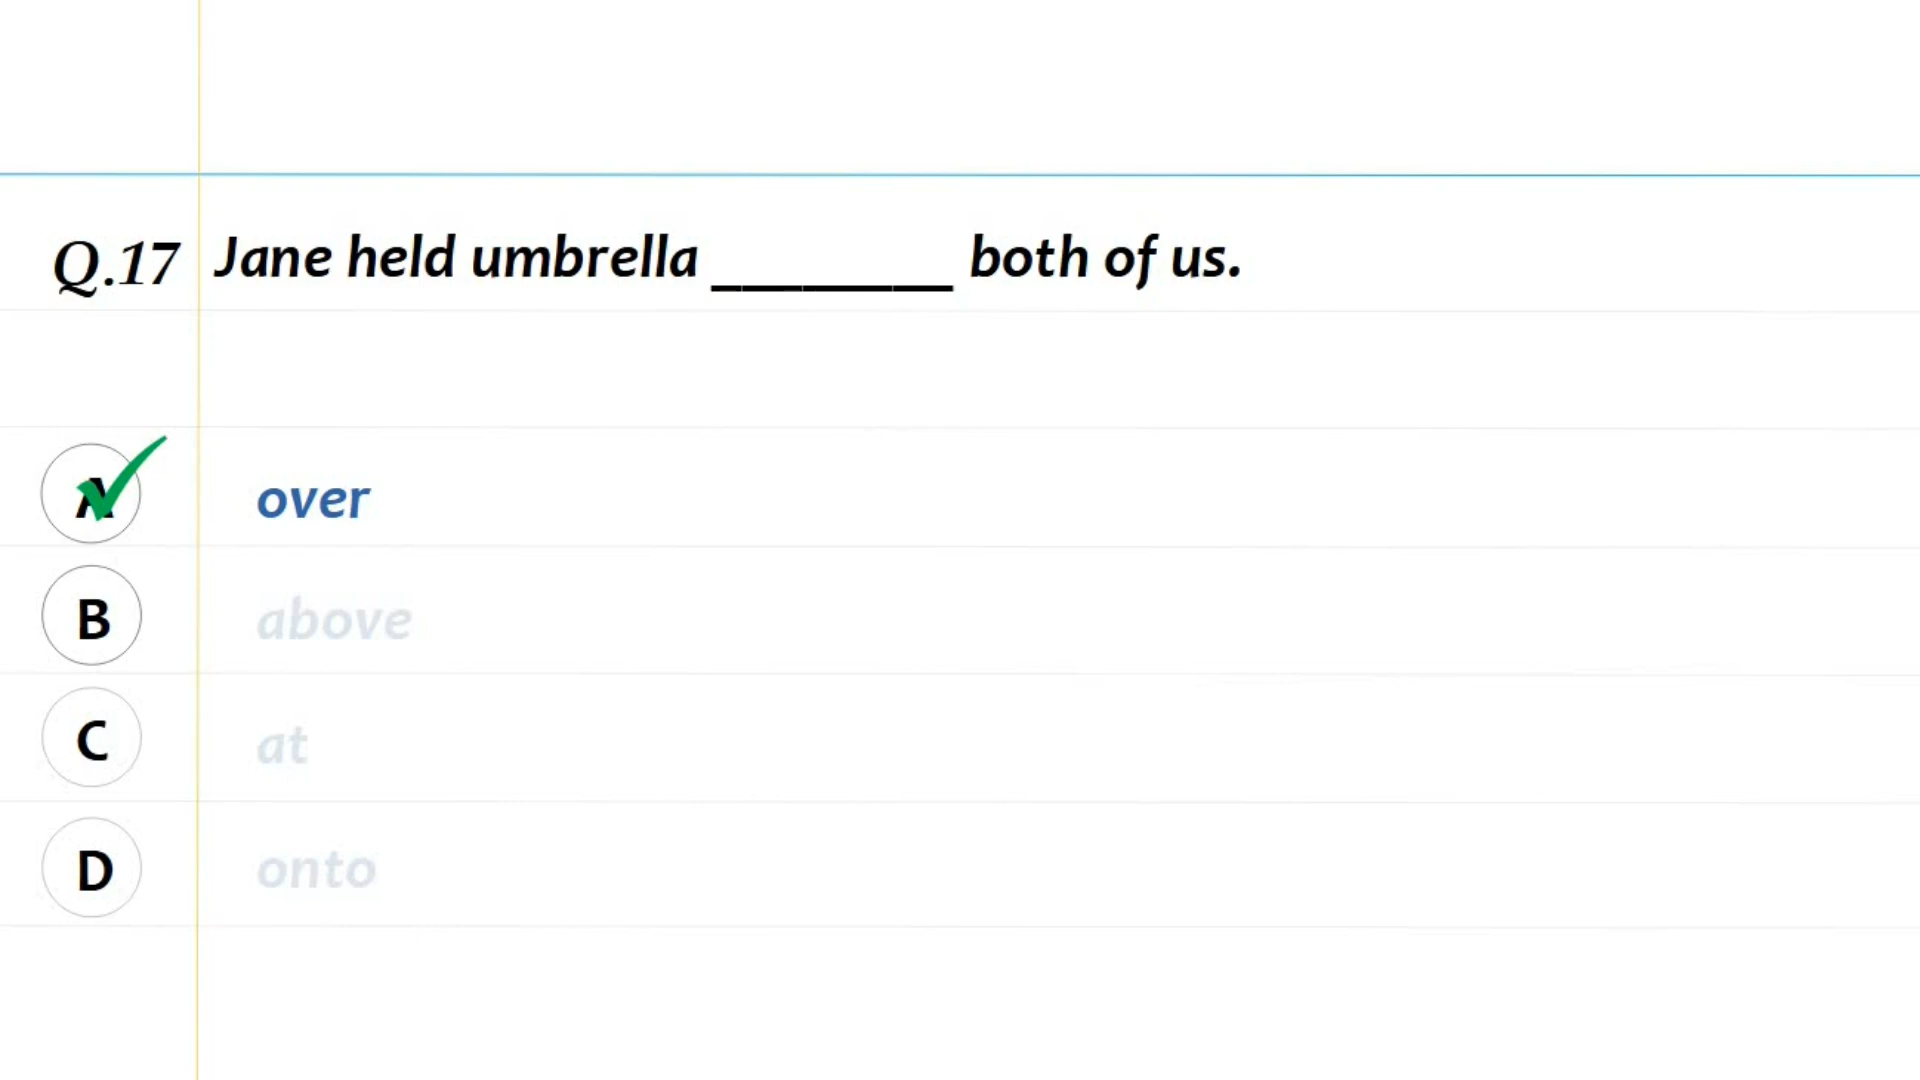 Q.17 Jane held umbrella ________ both of us.
A over
B above
C at
D onto